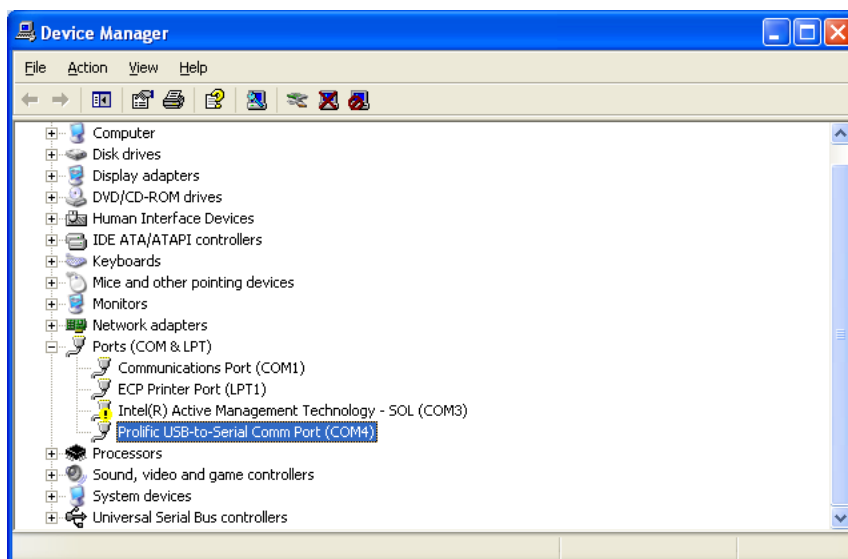 Device Manager
File Action View Help
Computer
Disk drives
Display adapters
DVD/CD-ROM drives
Human Interface Devices
IDE ATA/ATAPI controllers
Keyboards
Mice and other pointing devices
Monitors
Network adapters
Ports (COM & LPT)
Communications Port (COM1)
ECP Printer Port (LPT1)
Intel(R) Active Management Technology - SOL (COM3)
Prolific USB-to-Serial Comm Port (COM4)
Processors
Sound, video and game controllers
System devices
Universal Serial Bus controllers